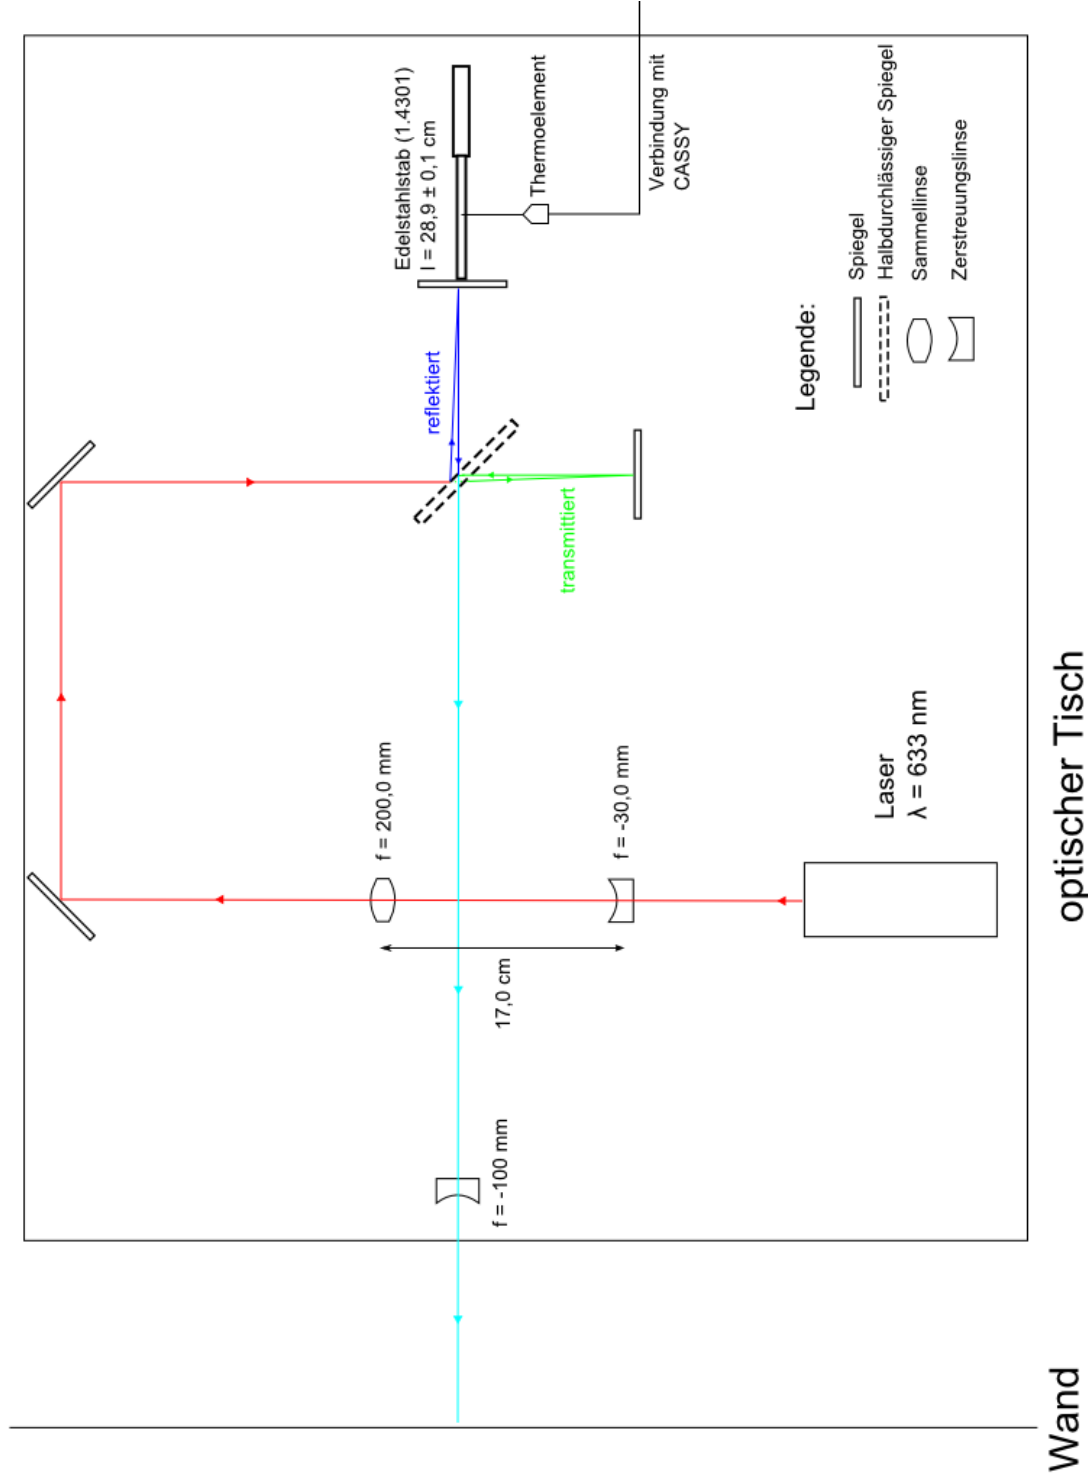 Edelstahlstab (1.4301)
l = 28,9 ± 0,1 cm
Thermoelement
Verbindung mit
CASSY
reflektiert
transmittiert
Legende:
Spiegel
Halbdurchlässiger Spiegel
Sammellinse
Zerstreuungslinse
f = 200,0 mm
f = -30,0 mm
17,0 cm
Laser
λ = 633 nm
f = -100 mm
optischer Tisch
Wand